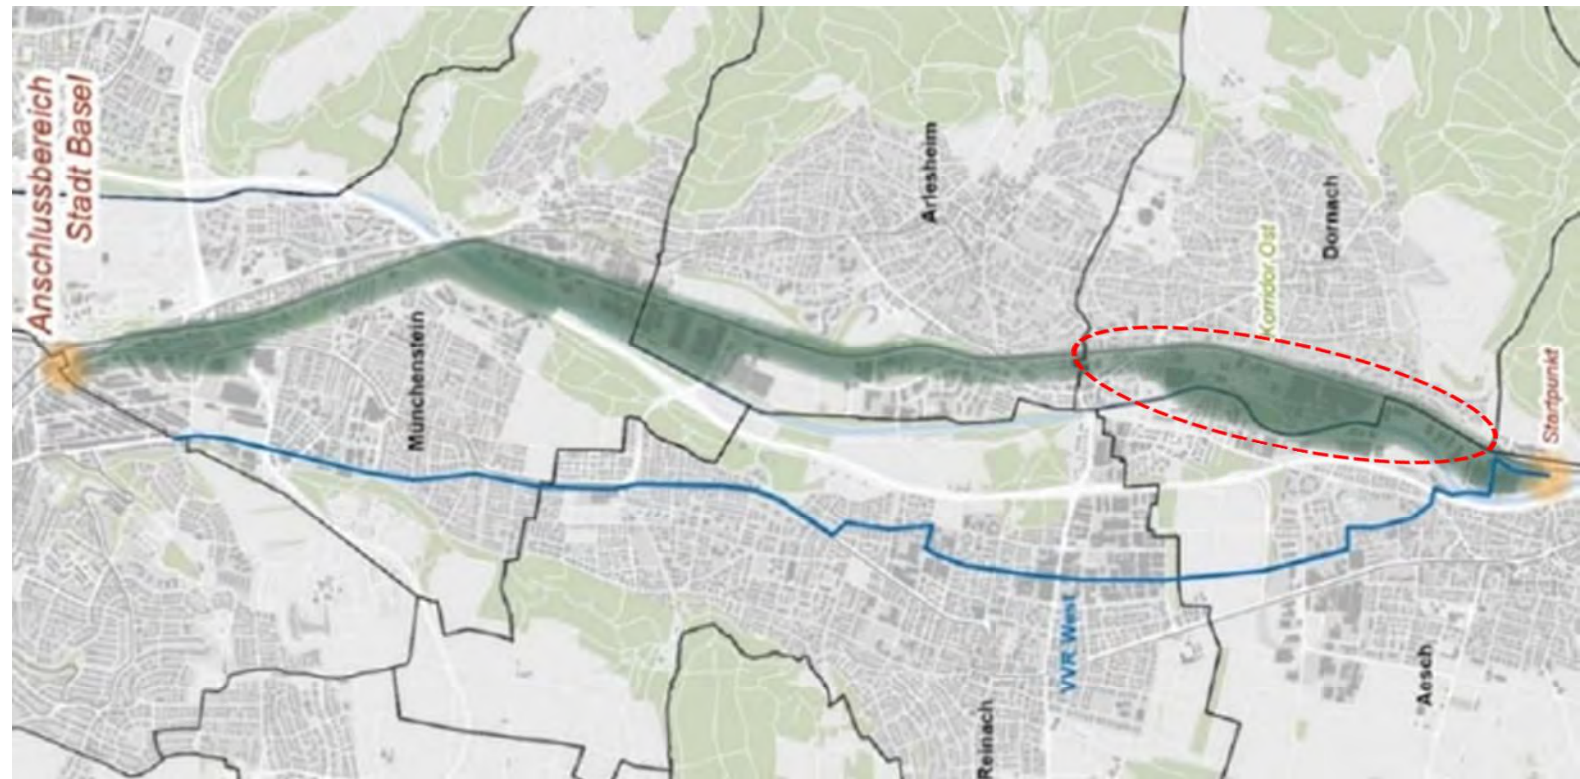 Anschlussbereich
Stadt Basel
Münchenstein
Arlesheim
Korridor Ost
Dornach
Startpunkt
VVR West
Reinach
Aesch